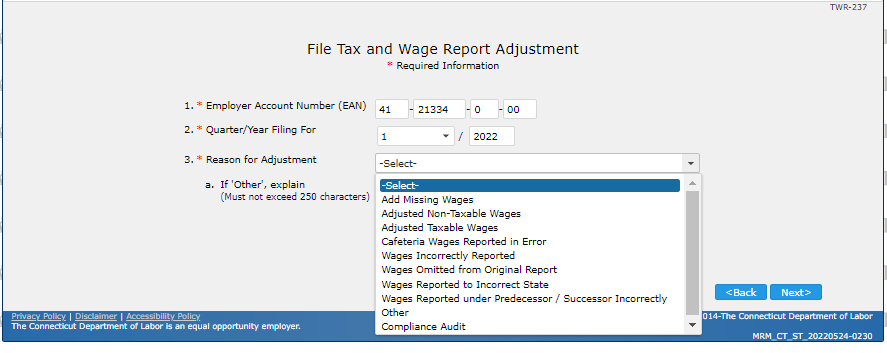 TWR-237
File Tax and Wage Report Adjustment
* Required Information
1. * Employer Account Number (EAN) 41 - 21334 - 0 - 00
2. * Quarter/Year Filing For 1 / 2022
3. * Reason for Adjustment -Select-
a. If 'Other', explain
(Must not exceed 250 characters)
-Select-
Add Missing Wages
Adjusted Non-Taxable Wages
Adjusted Taxable Wages
Cafeteria Wages Reported in Error
Wages Incorrectly Reported
Wages Omitted from Original Report
Wages Reported to Incorrect State
Wages Reported under Predecessor / Successor Incorrectly
Other
Compliance Audit
<Back Next>
Privacy Policy | Disclaimer | Accessibility Policy
014-The Connecticut Department of Labor
The Connecticut Department of Labor is an equal opportunity employer.
MRM_CT_ST_20220524-0230